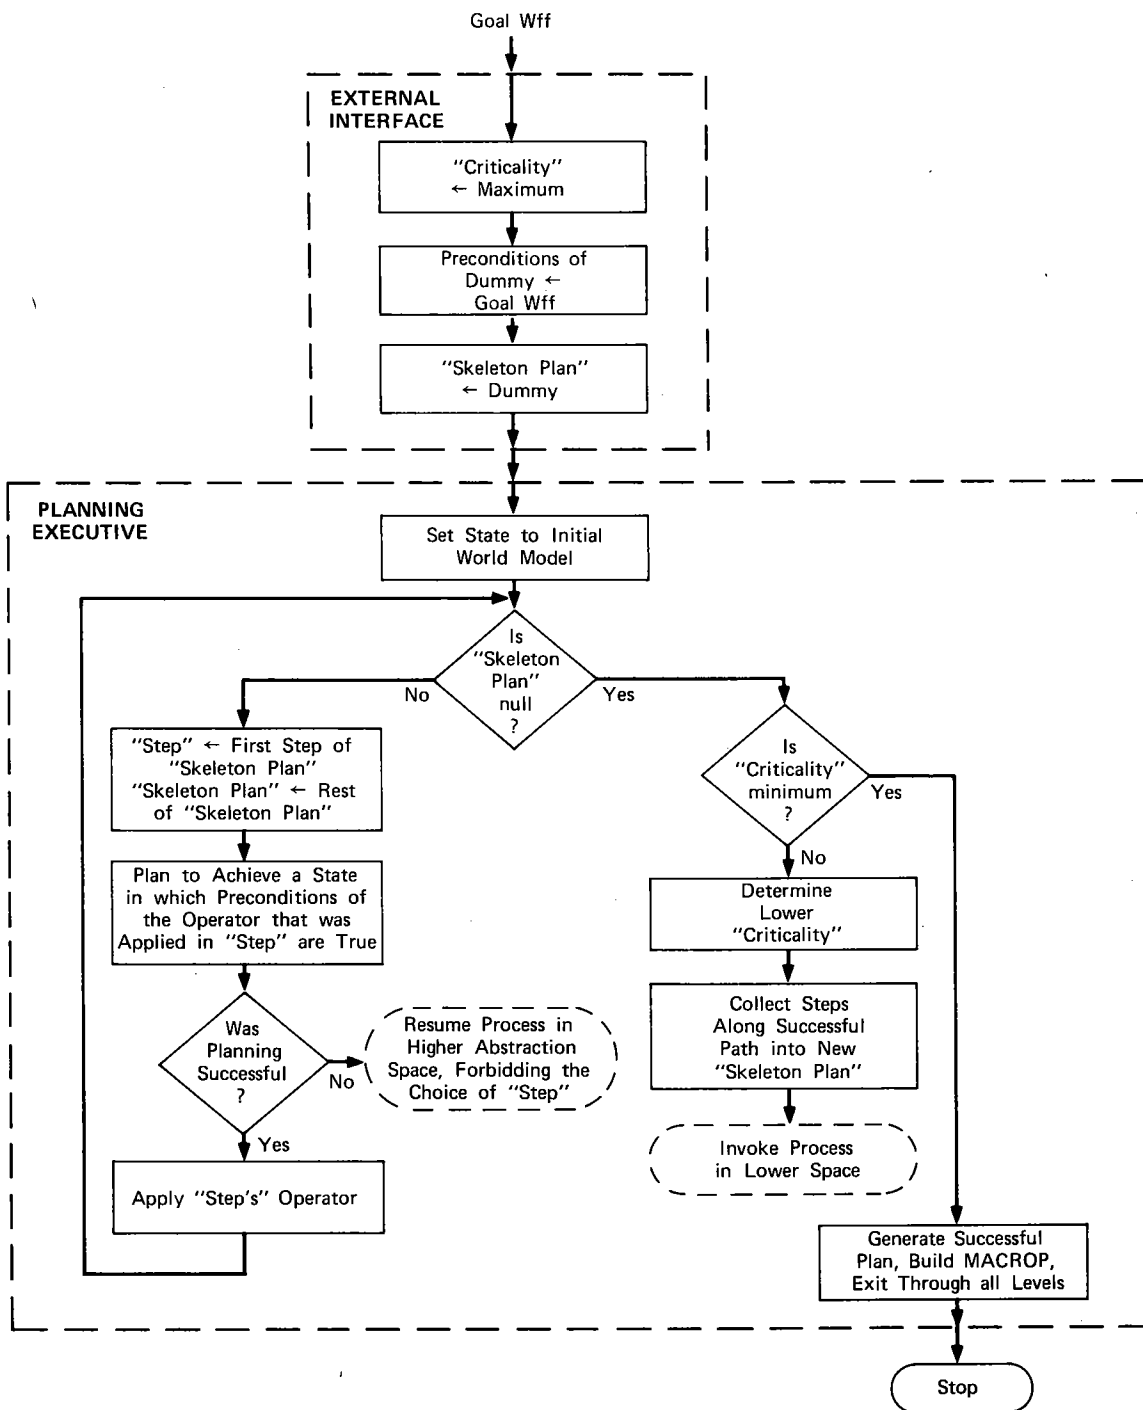 Goal Wff
EXTERNAL
INTERFACE
"Criticality"
← Maximum
Preconditions of
Dummy ←
Goal Wff
"Skeleton Plan"
← Dummy
PLANNING
EXECUTIVE
Set State to Initial
World Model
Is
"Skeleton
Plan"
null
?
No
Yes
"Step" ← First Step of
"Skeleton Plan"
"Skeleton Plan" ← Rest
of "Skeleton Plan"
Plan to Achieve a State
in which Preconditions of
the Operator that was
Applied in "Step" are True
Was
Planning
Successful
?
No
Resume Process in
Higher Abstraction
Space, Forbidding the
Choice of "Step"
Yes
Apply "Step's" Operator
Is
"Criticality"
minimum
?
Yes
No
Determine
Lower
"Criticality"
Collect Steps
Along Successful
Path into New
"Skeleton Plan"
Invoke Process
in Lower Space
Generate Successful
Plan, Build MACROP,
Exit Through all Levels
Stop